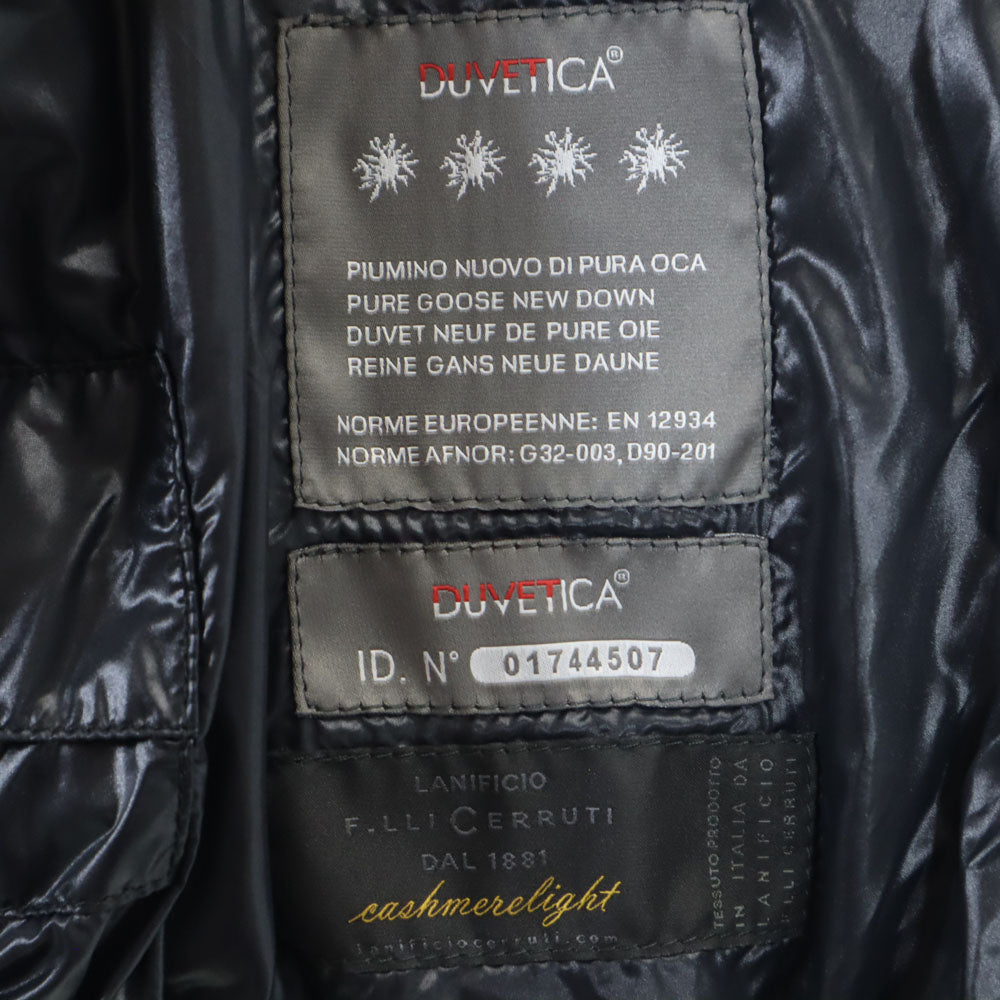 DUVETICA®
PIUMINO NUOVO DI PURA OCA
PURE GOOSE NEW DOWN
DUVET NEUF DE PURE OIE
REINE GANS NEUE DAUNE
NORME EUROPEENNE: EN 12934
NORME AFNOR: G32-003, D90-201
DUVETICA®
ID. N° 01744507
LANIFICIO
F.LLI CERRUTI
DAL 1881
cashmerelight
lanificiocerruti.com
TESSUTO PRODOTTO
IN ITALIA DA
LANIFICIO
F.LLI CERRUTI